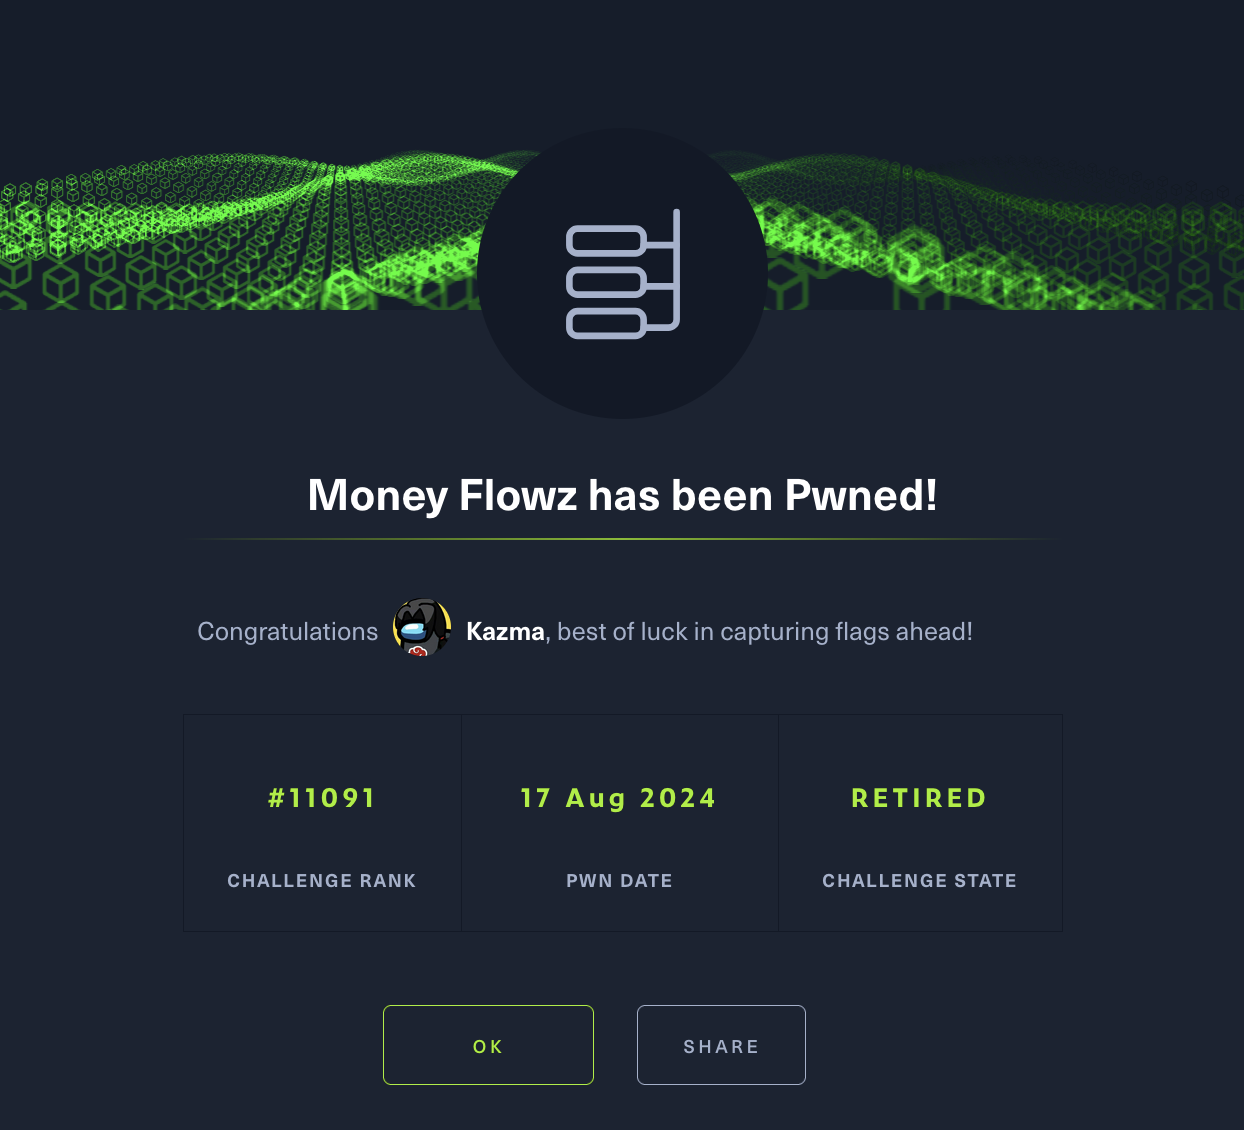 Money Flowz has been Pwned!
Congratulations Kazma, best of luck in capturing flags ahead!
#11091 17 Aug 2024 RETIRED
CHALLENGE RANK PWN DATE CHALLENGE STATE
OK SHARE